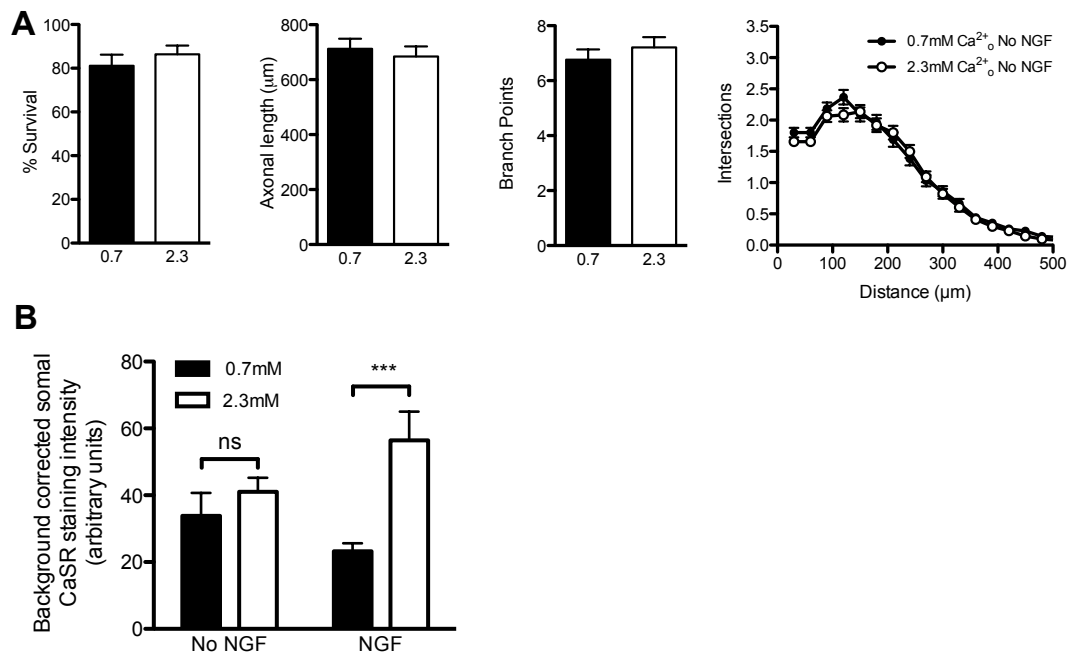 A
% Survival
100
80
60
40
20
0
0.7
2.3
Axonal length (µm)
800
600
400
200
0
0.7
2.3
Branch Points
8
6
4
2
0
0.7
2.3
Intersections
3.5
3.0
2.5
2.0
1.5
1.0
0.5
0.0
0
100
200
300
400
500
Distance (µm)
0.7mM Ca²⁺ₒ No NGF
2.3mM Ca²⁺ₒ No NGF
B
Background corrected somal
CaSR staining intensity
(arbitrary units)
80
60
40
20
0
0.7mM
2.3mM
ns
***
No NGF
NGF